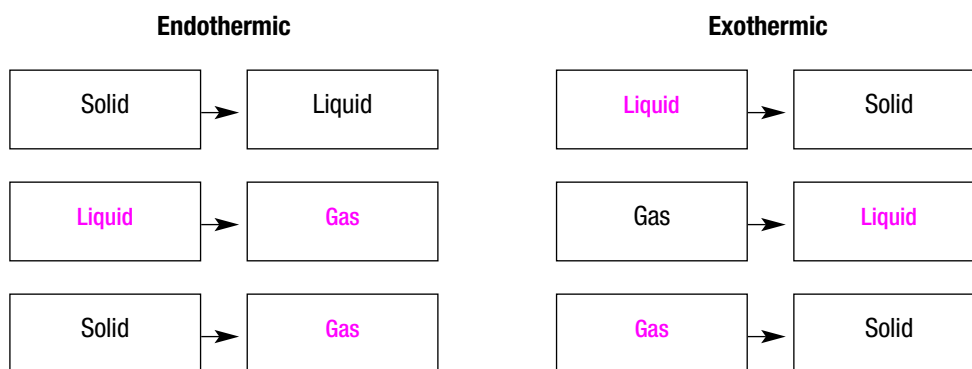 Endothermic
Exothermic
Solid
Liquid
Liquid
Solid
Liquid
Gas
Gas
Liquid
Solid
Gas
Gas
Solid